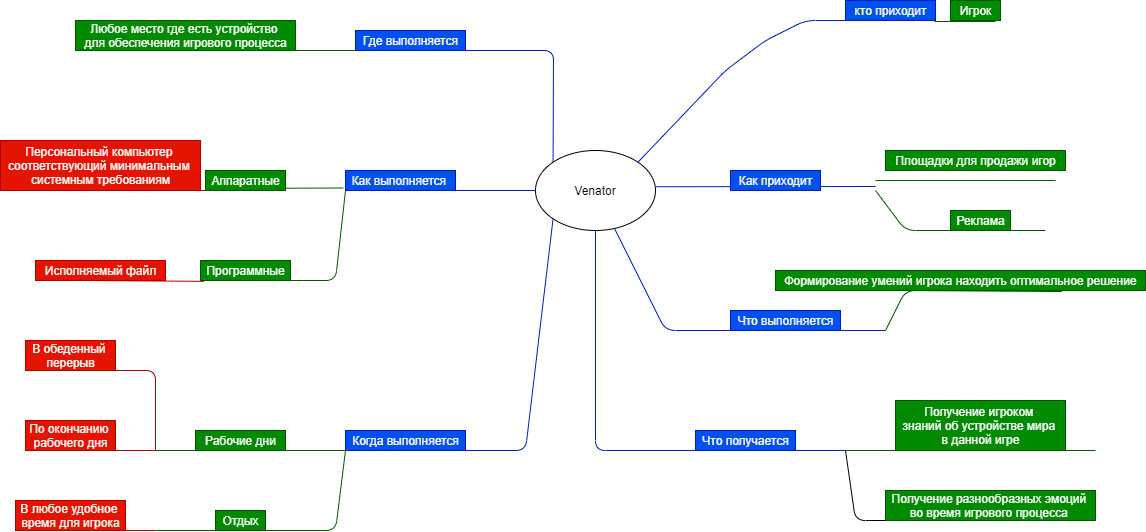 кто приходит
Игрок
Любое место где есть устройство
для обеспечения игрового процесса
Где выполняется
Персональный компьютер
соответствующий минимальным
системным требованиям
Аппаратные
Как выполняется
Venator
Как приходит
Площадки для продажи игор
Реклама
Исполняемый файл
Программные
Формирование умений игрока находить оптимальное решение
Что выполняется
В обеденный
перерыв
По окончанию
рабочего дня
Рабочие дни
Когда выполняется
Что получается
Получение игроком
знаний об устройстве мира
в данной игре
Получение разнообразных эмоций
во время игрового процесса
В любое удобное
время для игрока
Отдых